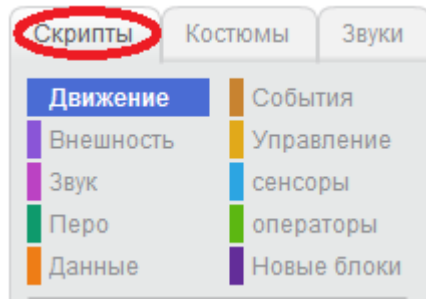 Скрипты Костюмы Звуки
Движение События
Внешность Управление
Звук сенсоры
Перо операторы
Данные Новые блоки